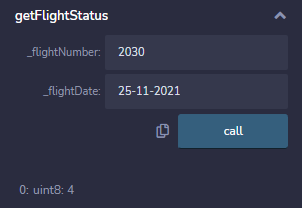 getFlightStatus
_flightNumber: 2030
_flightDate: 25-11-2021
call
0: uint8: 4